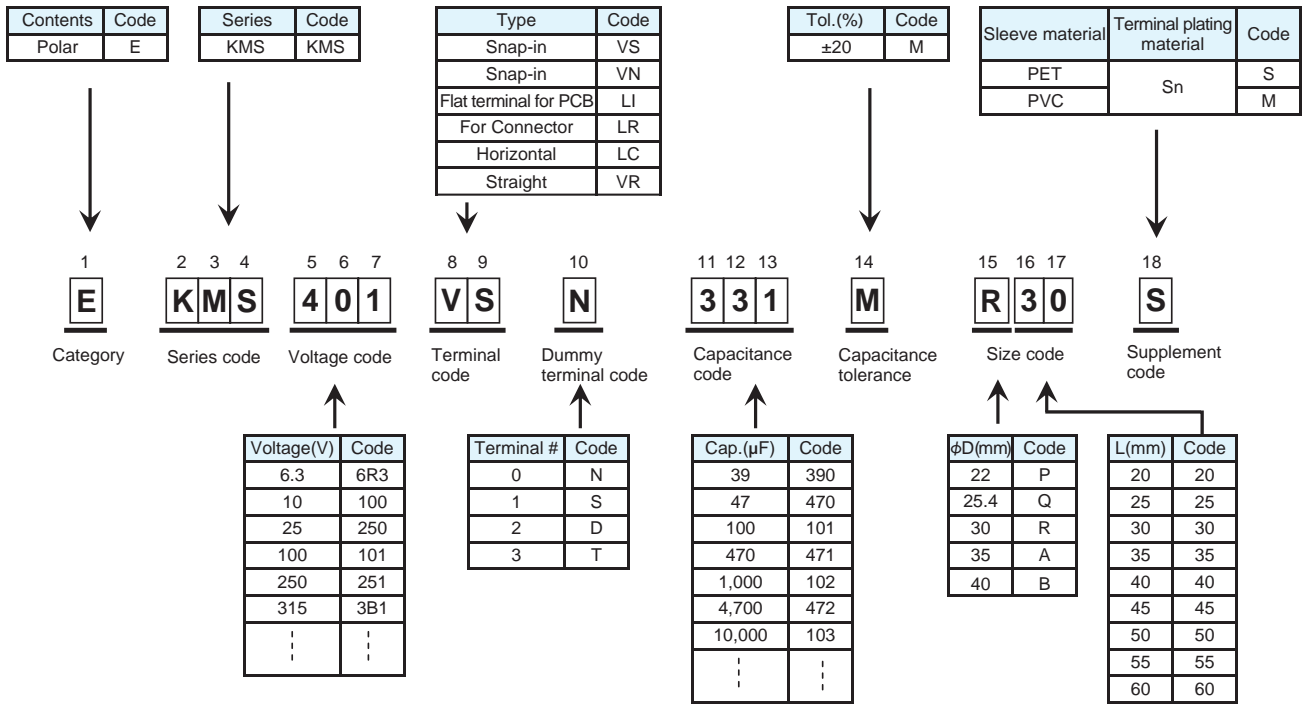 Contents Code
Polar E
Series Code
KMS KMS
Type Code
Snap-in VS
Snap-in VN
Flat terminal for PCB LI
For Connector LR
Horizontal LC
Straight VR
Tol.(%) Code
±20 M
Sleeve material Terminal plating material Code
PET Sn S
PVC M
1 2 3 4 5 6 7 8 9 10 11 12 13 14 15 16 17 18
E K M S 4 0 1 V S N 3 3 1 M R 3 0 S
Category
Series code
Voltage code
Terminal
code
Dummy
terminal code
Capacitance
code
Capacitance
tolerance
Size code
Supplement
code
Voltage(V) Code
6.3 6R3
10 100
25 250
100 101
250 251
315 3B1
Terminal # Code
0 N
1 S
2 D
3 T
Cap.(µF) Code
39 390
47 470
100 101
470 471
1,000 102
4,700 472
10,000 103
ϕD(mm) Code
22 P
25.4 Q
30 R
35 A
40 B
L(mm) Code
20 20
25 25
30 30
35 35
40 40
45 45
50 50
55 55
60 60